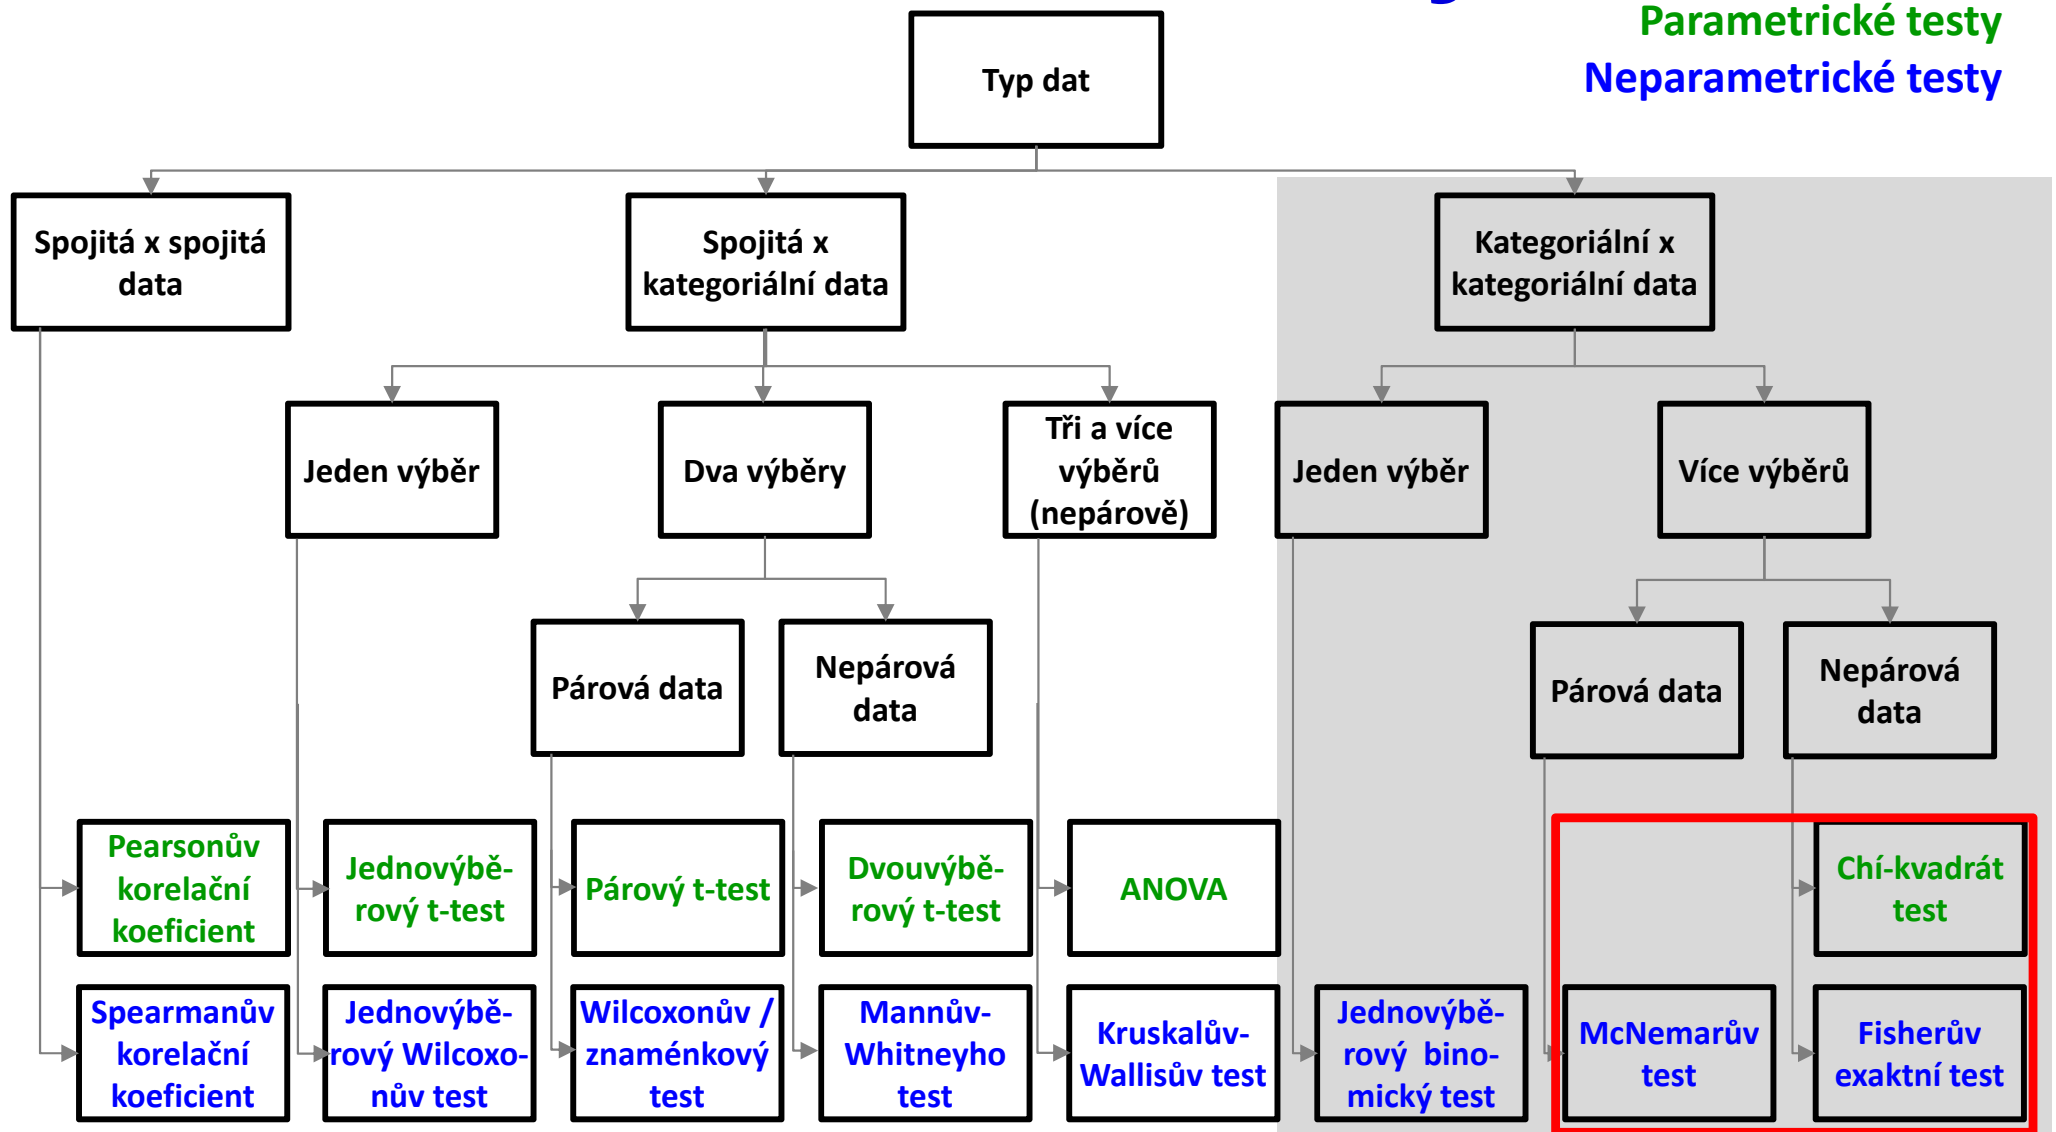 Parametrické testy
Neparametrické testy
Typ dat
Spojitá x spojitá
data
Spojitá x
kategoriální data
Kategoriální x
kategoriální data
Jeden výběr
Dva výběry
Tři a více
výběrů
(nepárově)
Jeden výběr
Více výběrů
Párová data
Nepárová
data
Párová data
Nepárová
data
Pearsonův
korelační
koeficient
Jednovýbě-
rový t-test
Párový t-test
Dvouvýbě-
rový t-test
ANOVA
Chí-kvadrát
test
Spearmanův
korelační
koeficient
Jednovýbě-
rový Wilcoxo-
nův test
Wilcoxonův /
znaménkový
test
Mannův-
Whitneyho
test
Kruskalův-
Wallisův test
Jednovýbě-
rový bino-
mický test
McNemarův
test
Fisherův
exaktní test